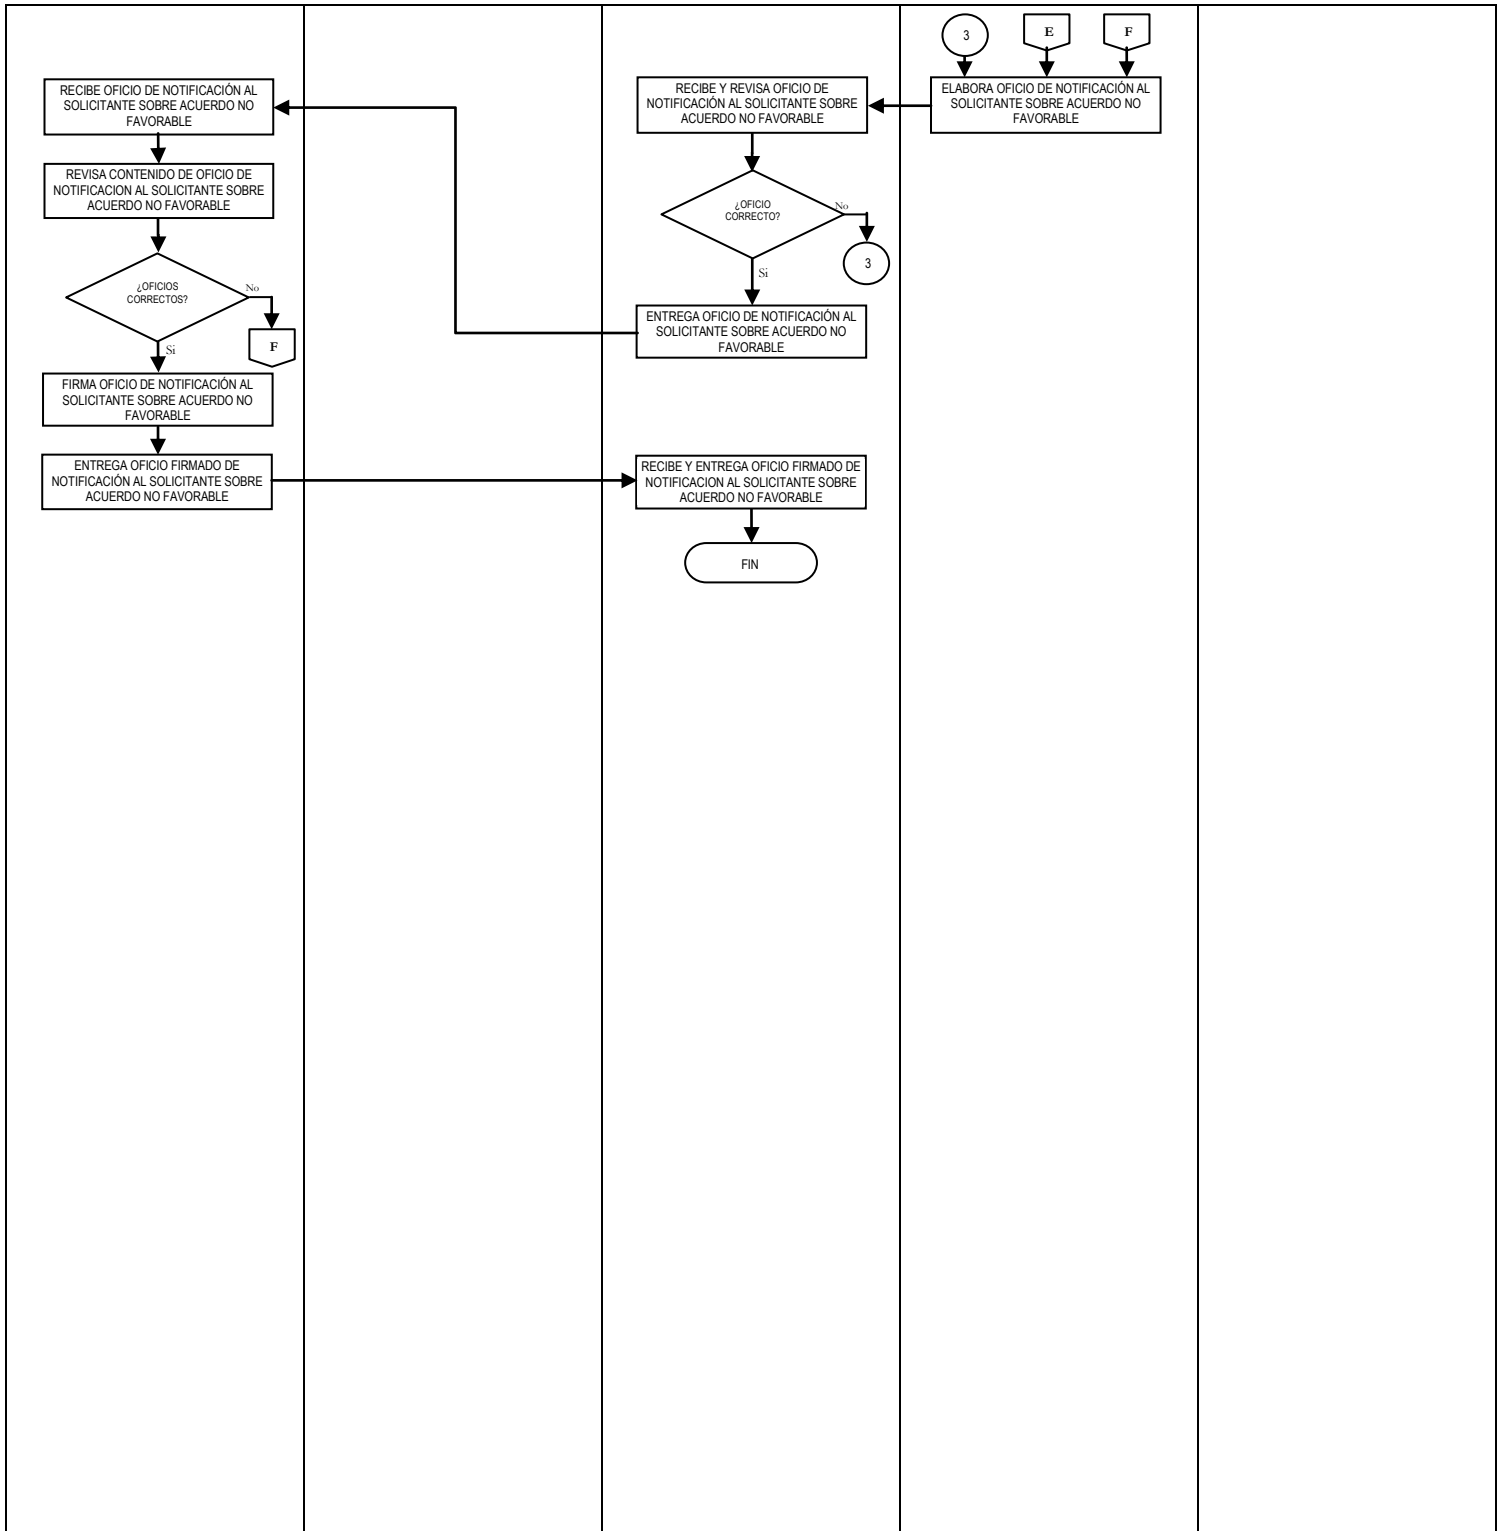 3
E
F
ELABORA OFICIO DE NOTIFICACIÓN AL
SOLICITANTE SOBRE ACUERDO NO
FAVORABLE
RECIBE Y REVISA OFICIO DE
NOTIFICACIÓN AL SOLICITANTE SOBRE
ACUERDO NO FAVORABLE
¿OFICIO
CORRECTO?
No
3
Si
ENTREGA OFICIO DE NOTIFICACIÓN AL
SOLICITANTE SOBRE ACUERDO NO
FAVORABLE
RECIBE OFICIO DE NOTIFICACIÓN AL
SOLICITANTE SOBRE ACUERDO NO
FAVORABLE
REVISA CONTENIDO DE OFICIO DE
NOTIFICACION AL SOLICITANTE SOBRE
ACUERDO NO FAVORABLE
¿OFICIOS
CORRECTOS?
No
F
Si
FIRMA OFICIO DE NOTIFICACIÓN AL
SOLICITANTE SOBRE ACUERDO NO
FAVORABLE
ENTREGA OFICIO FIRMADO DE
NOTIFICACIÓN AL SOLICITANTE SOBRE
ACUERDO NO FAVORABLE
RECIBE Y ENTREGA OFICIO FIRMADO DE
NOTIFICACION AL SOLICITANTE SOBRE
ACUERDO NO FAVORABLE
FIN